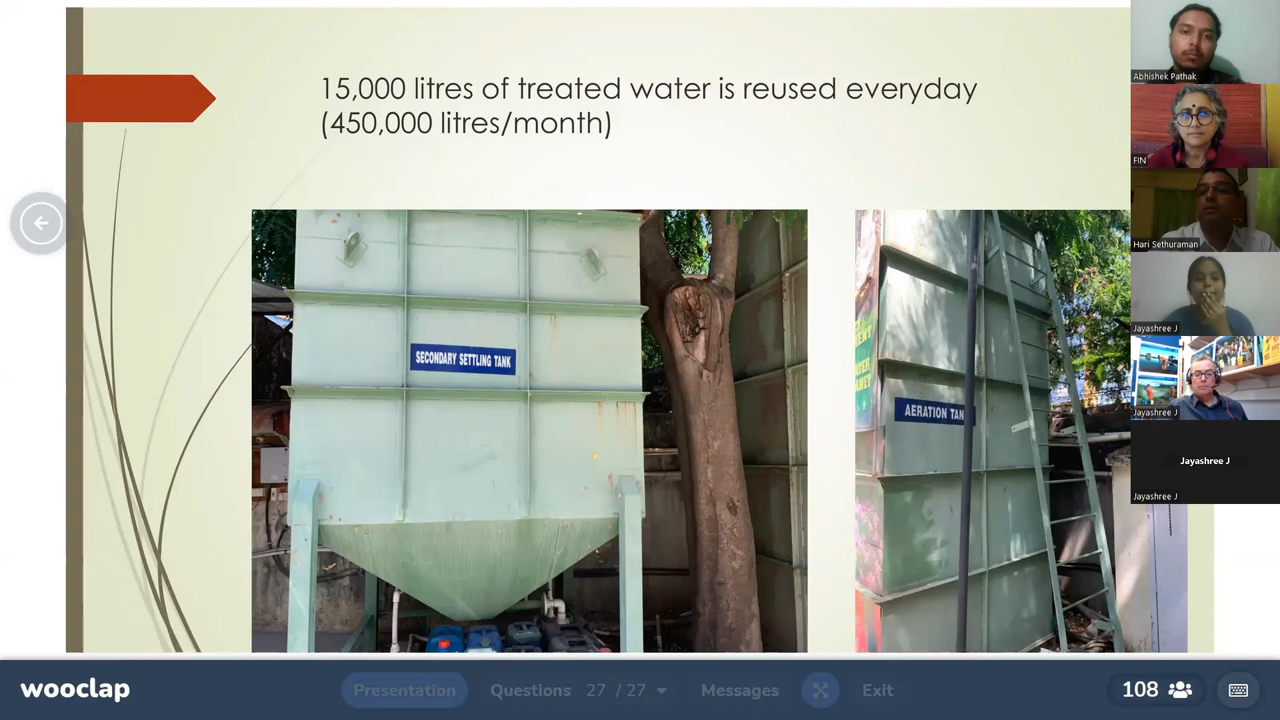 15,000 litres of treated water is reused everyday
(450,000 litres/month)
SECONDARY SETTLING TANK
AERATION TAN
Abhishek Pathak
FIN
Hari Sethuraman
Jayashree J
Jayashree J
Jayashree J
Jayashree J
wooclap
Presentation
Questions 27 / 27
Messages
Exit
108